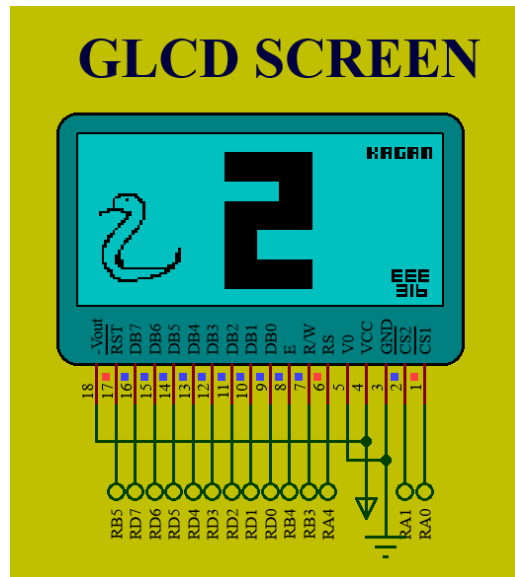 GLCD SCREEN
KAGAN
2
EEE
316
-Vout RST DB7 DB6 DB5 DB4 DB3 DB2 DB1 DB0 E R/W RS V0 VCC GND CS2 CS1
18 17 16 15 14 13 12 11 10 9 8 7 6 5 4 3 2 1
RB5 RD7 RD6 RD5 RD4 RD3 RD2 RD1 RD0 RB4 RB3 RA4 RA1 RA0